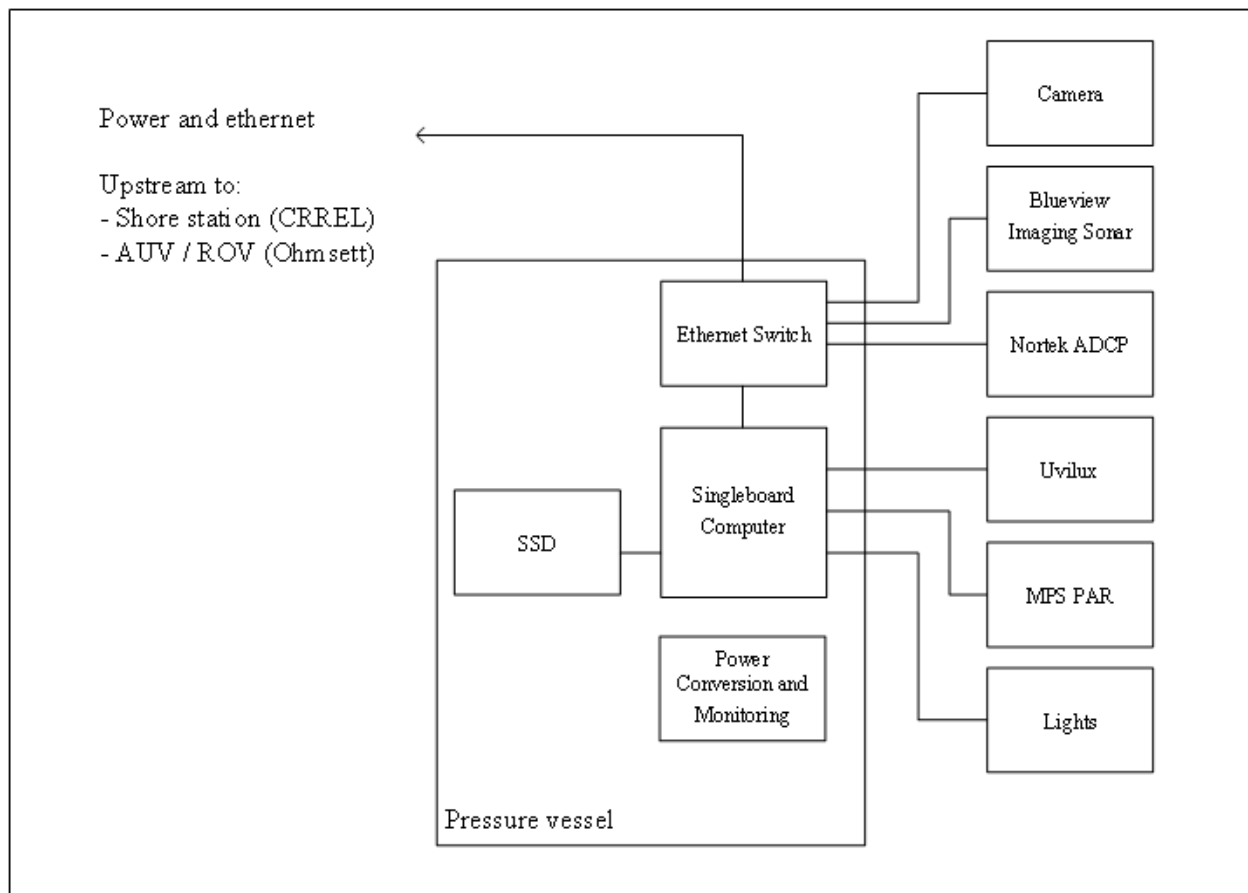 Power and ethernet
Upstream to:
- Shore station (CRREL)
- AUV / ROV (Ohmsett)
Camera
Blueview
Imaging Sonar
Ethernet Switch
Nortek ADCP
Singleboard
Computer
Uvilux
SSD
MPS PAR
Power
Conversion and
Monitoring
Lights
Pressure vessel